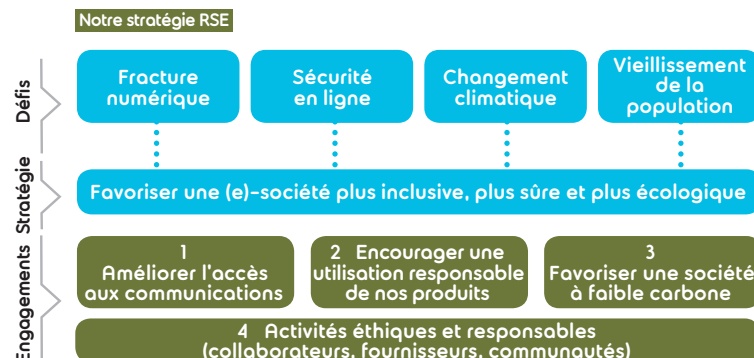 Notre stratégie RSE
Défis
Fracture
numérique
Sécurité
en ligne
Changement
climatique
Vieillissement
de la
population
Stratégie
Favoriser une (e)-société plus inclusive, plus sûre et plus écologique
Engagements
1
Améliorer l'accès
aux communications
2 Encourager une
utilisation responsable
de nos produits
3
Favoriser une société
à faible carbone
4 Activités éthiques et responsables
(collaborateurs, fournisseurs, communautés)